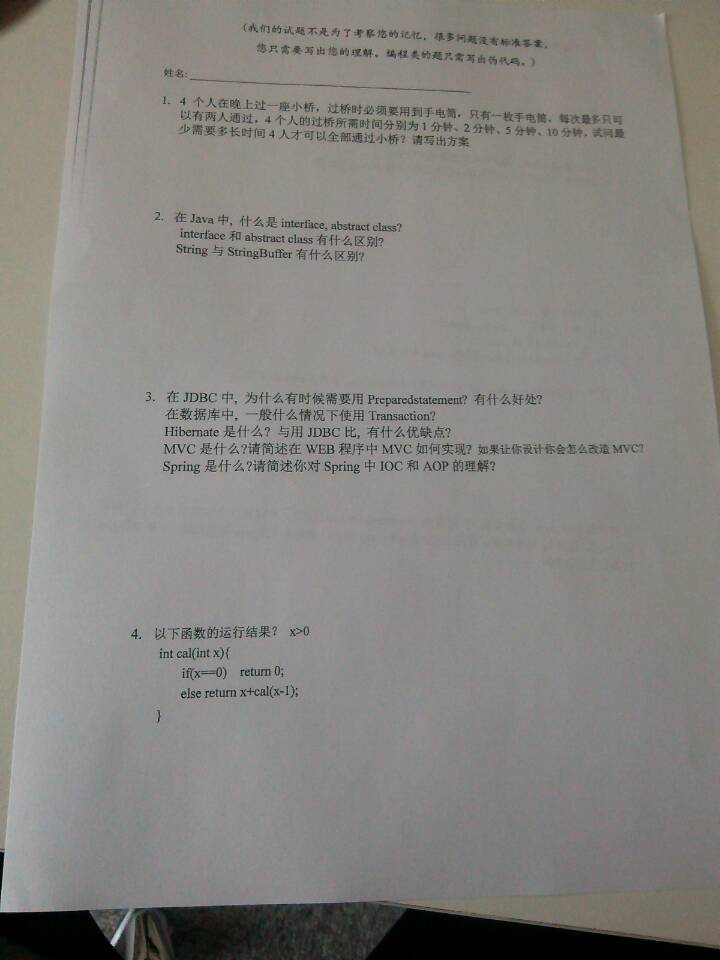 (我们的试题不是为了考察您的记忆，很多问题没有标准答案，
您只需要写出您的理解。编程类的题只需写出伪代码。)
姓名:
1. 4 个人在晚上过一座小桥，过桥时必须要用到手电筒，只有一枚手电筒，每次最多只可
以有两人通过，4 个人的过桥所需时间分别为 1 分钟、2 分钟、5 分钟、10 分钟，试问最
少需要多长时间 4 人才可以全部通过小桥？请写出方案
2. 在 Java 中, 什么是 interface, abstract class?
interface 和 abstract class 有什么区别?
String 与 StringBuffer 有什么区别?
3. 在 JDBC 中, 为什么有时候需要用 Preparedstatement? 有什么好处?
在数据库中, 一般什么情况下使用 Transaction?
Hibernate 是什么? 与用 JDBC 比, 有什么优缺点?
MVC 是什么?请简述在 WEB 程序中 MVC 如何实现? 如果让你设计你会怎么改造 MVC?
Spring 是什么?请简述你对 Spring 中 IOC 和 AOP 的理解?
4. 以下函数的运行结果? x>0
int cal(int x){
if(x==0) return 0;
else return x+cal(x-1);
}